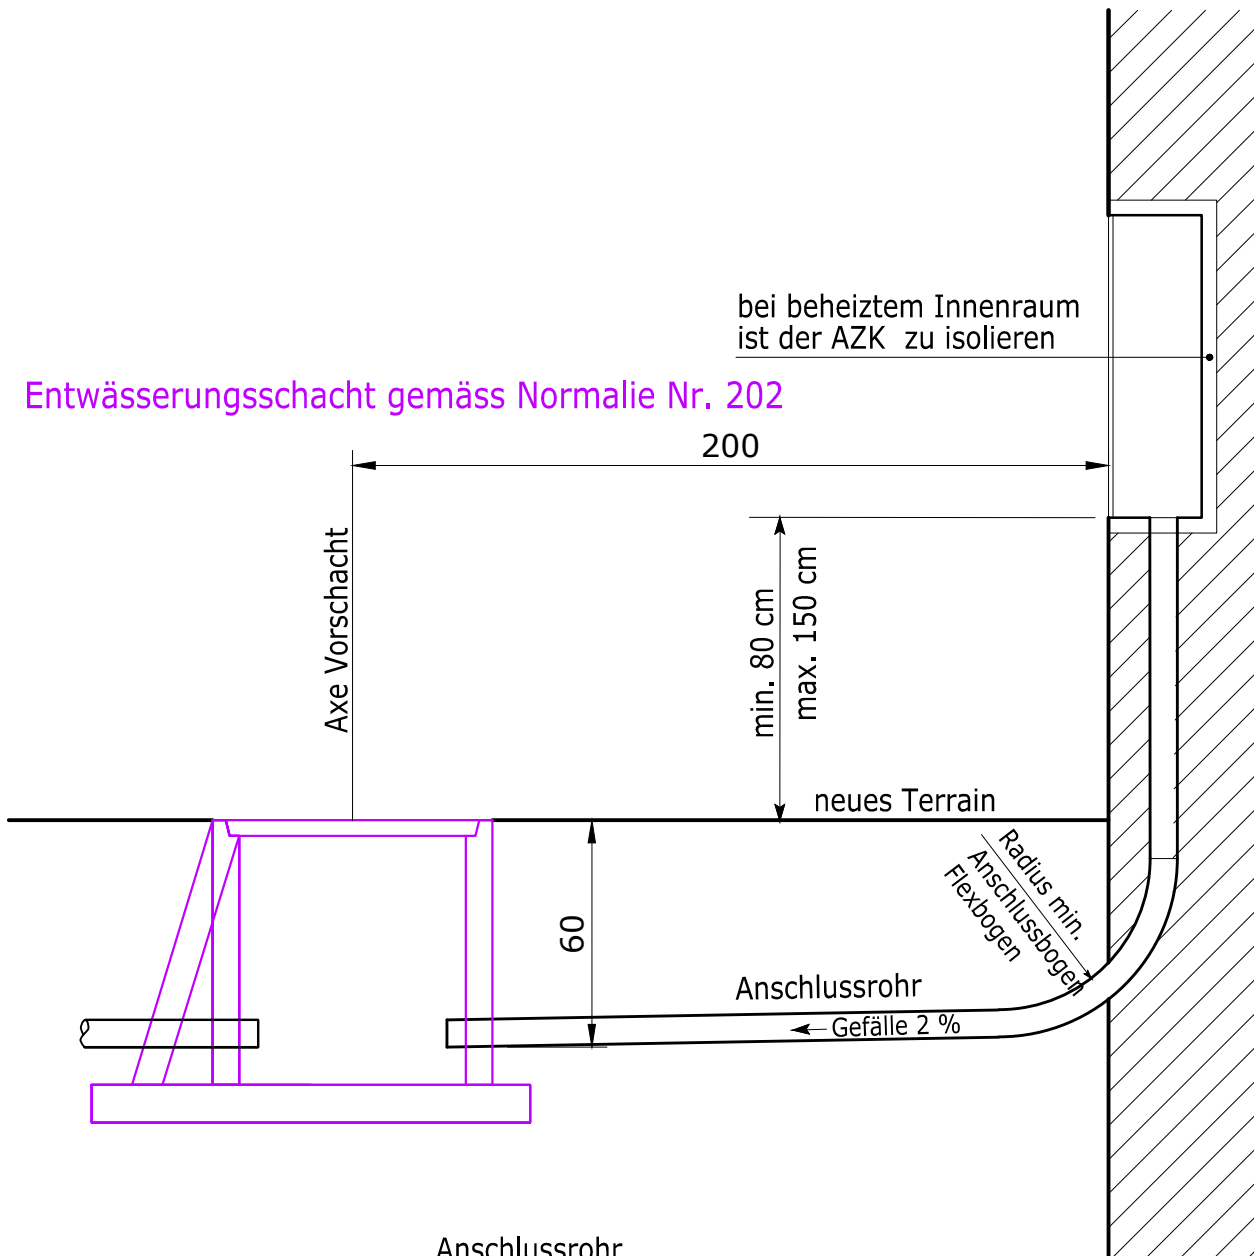 bei beheiztem Innenraum
ist der AZK zu isolieren
Entwässerungsschacht gemäss Normalie Nr. 202
200
Axe Vorschacht
min. 80 cm
max. 150 cm
neues Terrain
Radius min.
Anschlussbogen
Flexbogen
60
Anschlussrohr
Gefälle 2 %
Anschlussrohr